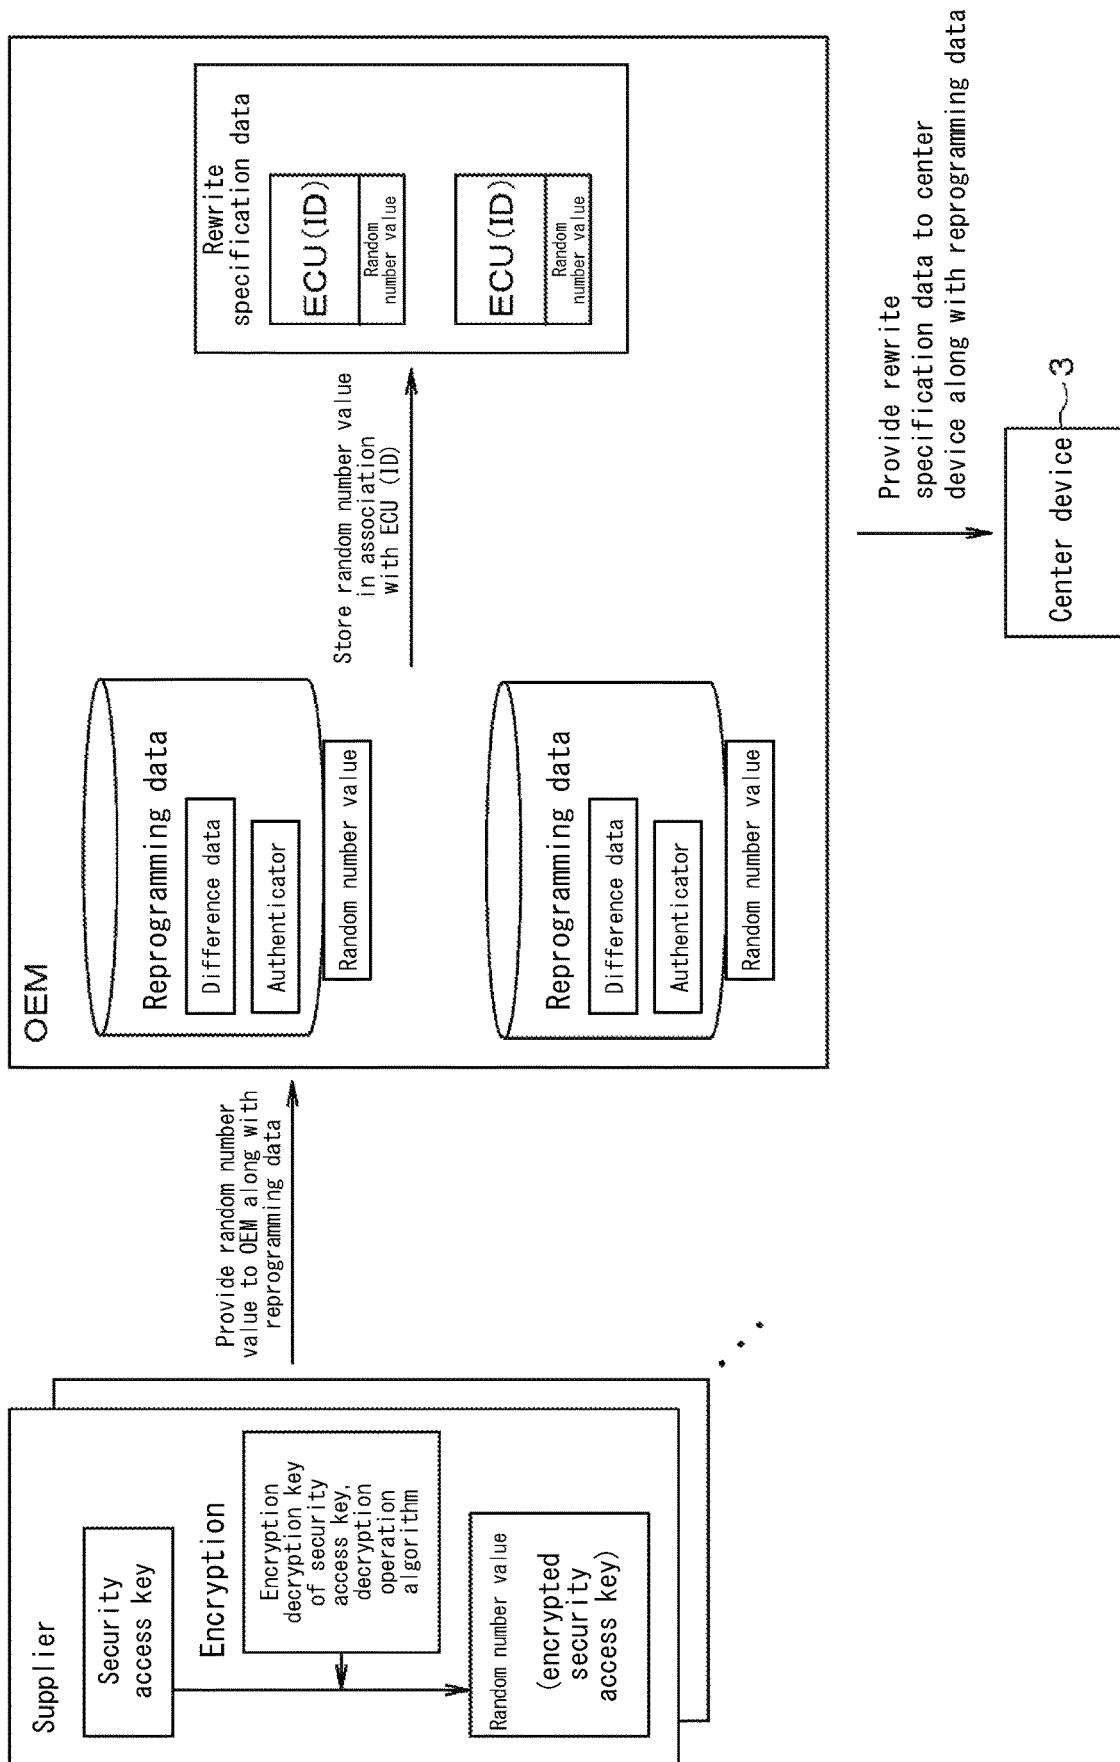 Supplier
Security
access key
Encryption
Encryption
decryption key
of security
access key,
decryption
operation
algorithm
Random number value
(encrypted
security
access key)
Provide random number
value to OEM along with
reprogramming data
OEM
Reprogramming data
Difference data
Authenticator
Random number value
Reprogramming data
Difference data
Authenticator
Random number value
Store random number value
in association
with ECU (ID)
Rewrite
specification data
ECU (ID)
Random
number value
ECU (ID)
Random
number value
Provide rewrite
specification data to center
device along with reprogramming data
Center device
3